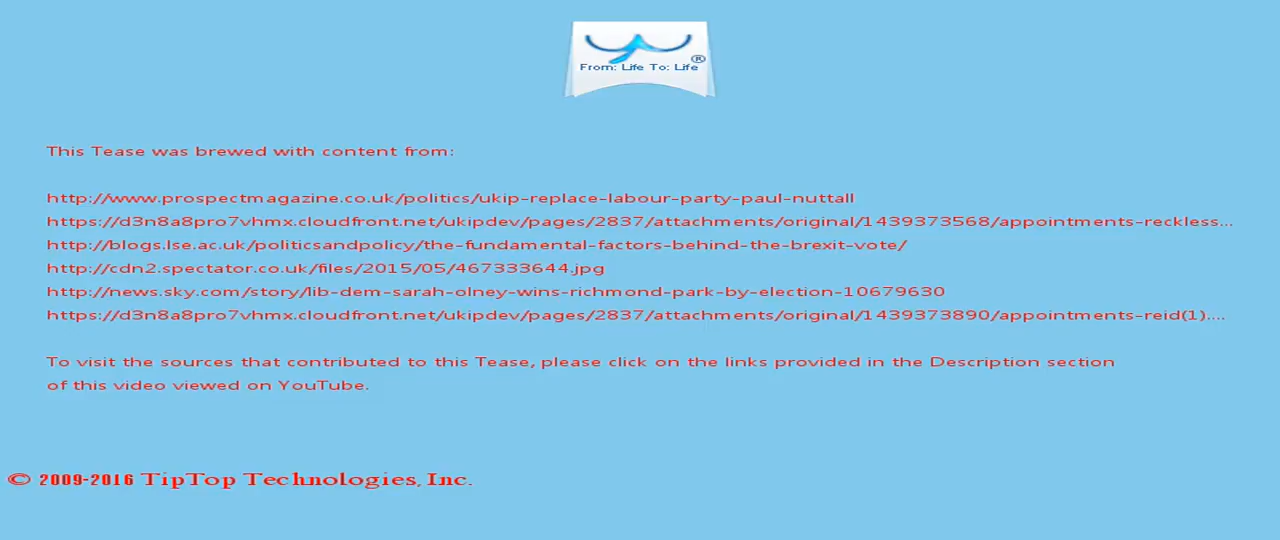 From: Life To: Life®
This Tease was brewed with content from:
http://www.prospectmagazine.co.uk/politics/ukip-replace-labour-party-paul-nuttall
https://d3n8a8pro7vhmx.cloudfront.net/ukipdev/pages/2837/attachments/original/1439373568/appointments-reckless...
http://blogs.lse.ac.uk/politicsandpolicy/the-fundamental-factors-behind-the-brexit-vote/
http://cdn2.spectator.co.uk/files/2015/05/467333644.jpg
http://news.sky.com/story/lib-dem-sarah-olney-wins-richmond-park-by-election-10679630
https://d3n8a8pro7vhmx.cloudfront.net/ukipdev/pages/2837/attachments/original/1439373890/appointments-reid(1)....
To visit the sources that contributed to this Tease, please click on the links provided in the Description section
of this video viewed on YouTube.
© 2009-2016 TipTop Technologies, Inc.